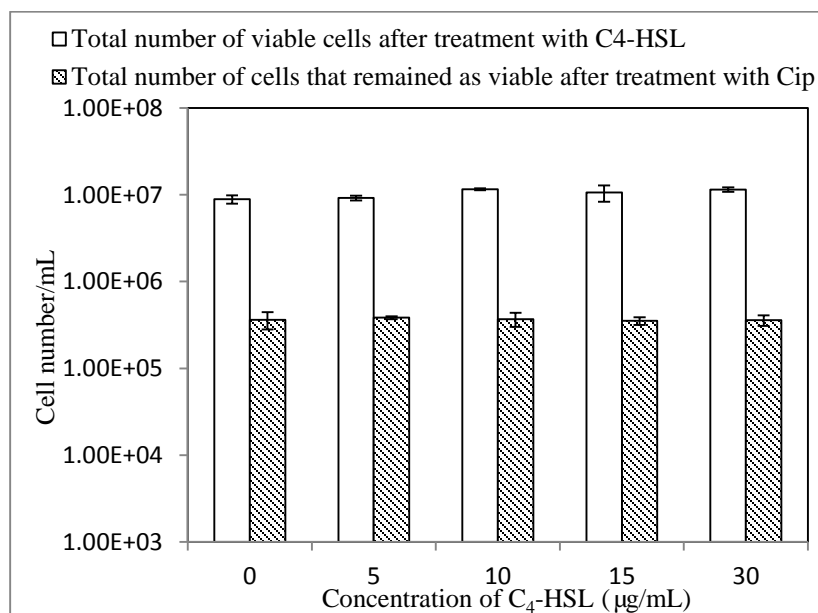 Total number of viable cells after treatment with C4-HSL
Total number of cells that remained as viable after treatment with Cip
1.00E+08
1.00E+07
1.00E+06
1.00E+05
1.00E+04
1.00E+03
Cell number/mL
0 5 10 15 30
Concentration of C₄-HSL (µg/mL)